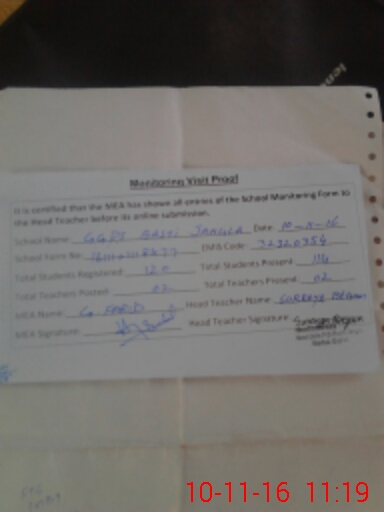 Monitoring Visit Proof
It is certified that the MEA has shown all entries of the School Monitoring Form to
the Head Teacher before its online submission.
School Name: GGPS BASTI JANGLA Date: 10-11-16
School Form No. EMIS Code: 32320354
Total Students Registered: 120 Total Students Present: 116
Total Teachers Posted: 02 Total Teachers Present: 02
MEA Name: G. FARID Head Teacher Name: SURRAYA BEGUM
MEA Signature: Head Teacher Signature:
10-11-16 11:19